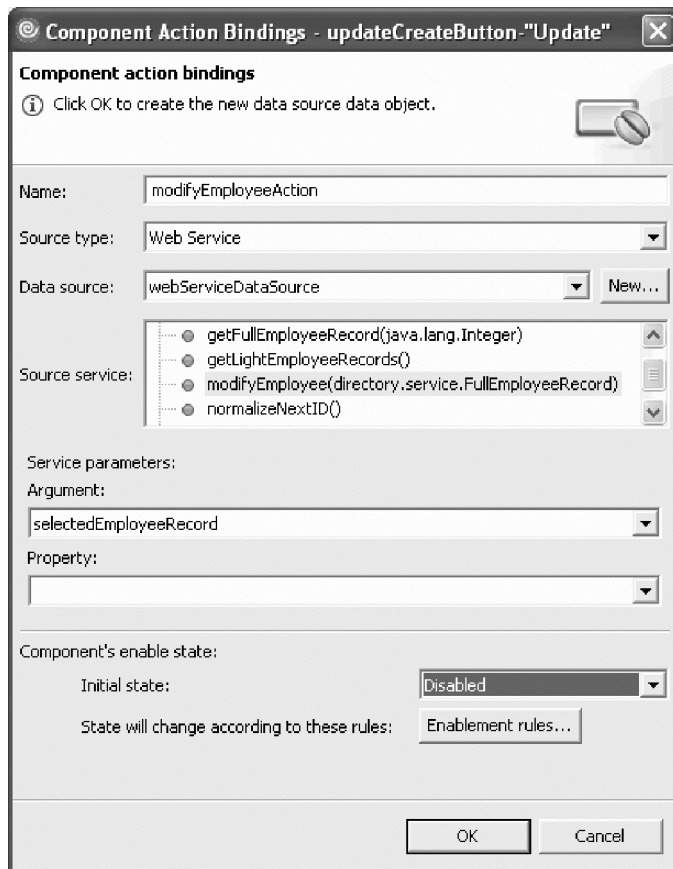 Component Action Bindings - updateCreateButton-"Update"
Component action bindings
Click OK to create the new data source data object.
Name: modifyEmployeeAction
Source type: Web Service
Data source: webServiceDataSource New...
getFullEmployeeRecord(java.lang.Integer)
getLightEmployeeRecords()
Source service: modifyEmployee(directory.service.FullEmployeeRecord)
normalizeNextID()
Service parameters:
Argument:
selectedEmployeeRecord
Property:
Component's enable state:
Initial state: Disabled
State will change according to these rules: Enablement rules...
OK Cancel